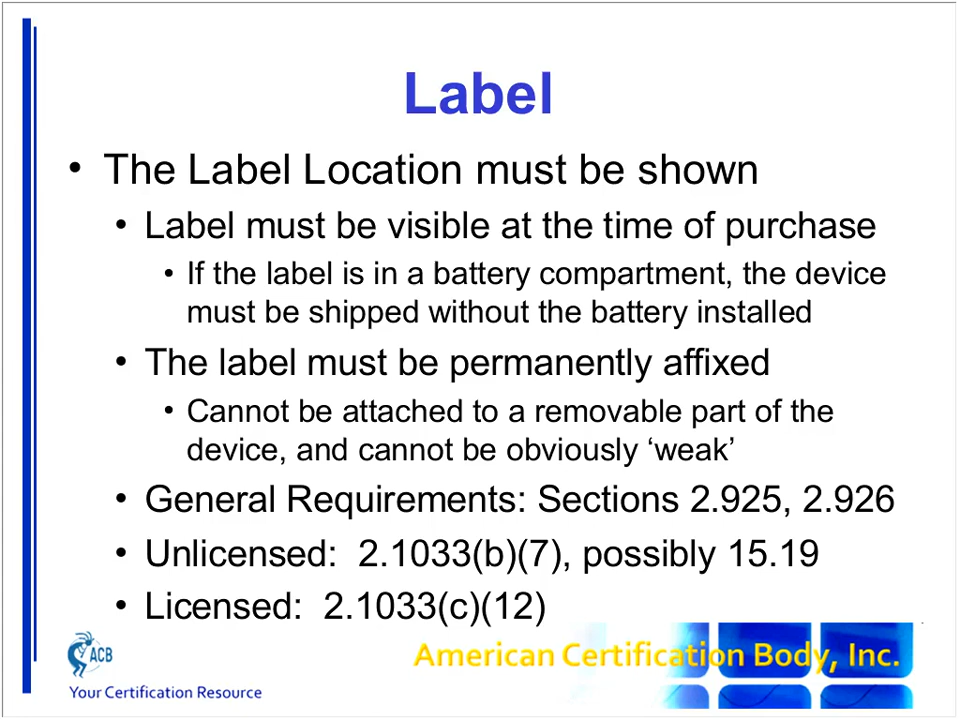 Label
• The Label Location must be shown
• Label must be visible at the time of purchase
• If the label is in a battery compartment, the device
must be shipped without the battery installed
• The label must be permanently affixed
• Cannot be attached to a removable part of the
device, and cannot be obviously ‘weak’
• General Requirements: Sections 2.925, 2.926
• Unlicensed:  2.1033(b)(7), possibly 15.19
• Licensed:  2.1033(c)(12)
ACB
American Certification Body, Inc.
Your Certification Resource